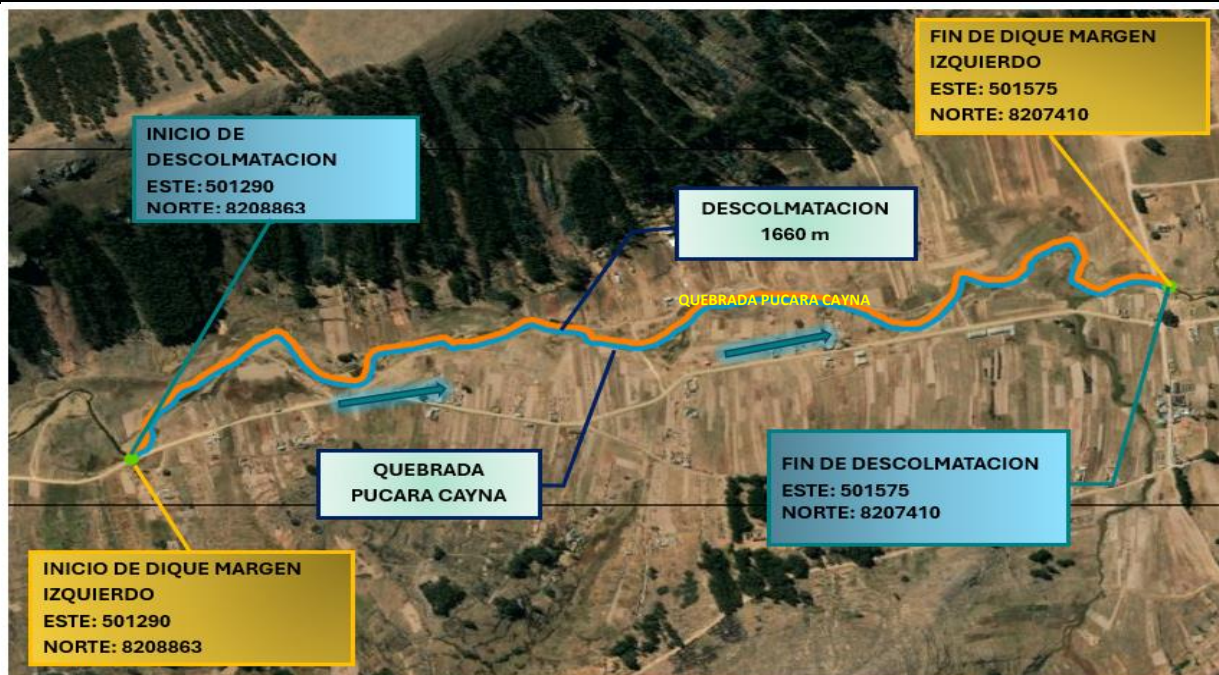 FIN DE DIQUE MARGEN
IZQUIERDO
ESTE: 501575
NORTE: 8207410
INICIO DE
DESCOLMATACION
ESTE: 501290
NORTE: 8208863
DESCOLMATACION
1660 m
QUEBRADA PUCARA CAYNA
QUEBRADA
PUCARA CAYNA
FIN DE DESCOLMATACION
ESTE: 501575
NORTE: 8207410
INICIO DE DIQUE MARGEN
IZQUIERDO
ESTE: 501290
NORTE: 8208863